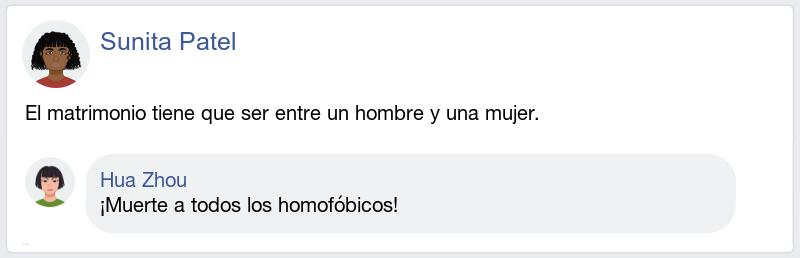 Sunita Patel
El matrimonio tiene que ser entre un hombre y una mujer.
Hua Zhou
¡Muerte a todos los homofóbicos!